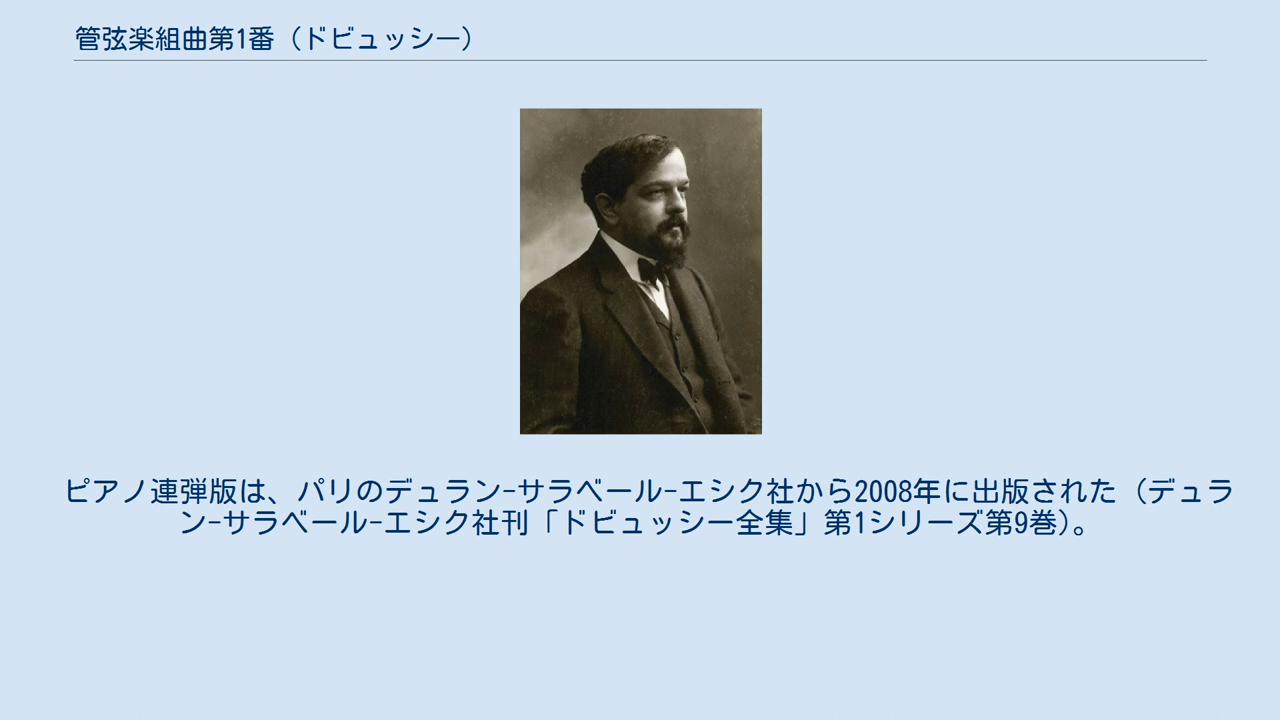 管弦楽組曲第1番（ドビュッシー）
ピアノ連弾版は、パリのデュラン-サラベール-エシク社から2008年に出版された（デュラ
ン-サラベール-エシク社刊「ドビュッシー全集」第1シリーズ第9巻）。